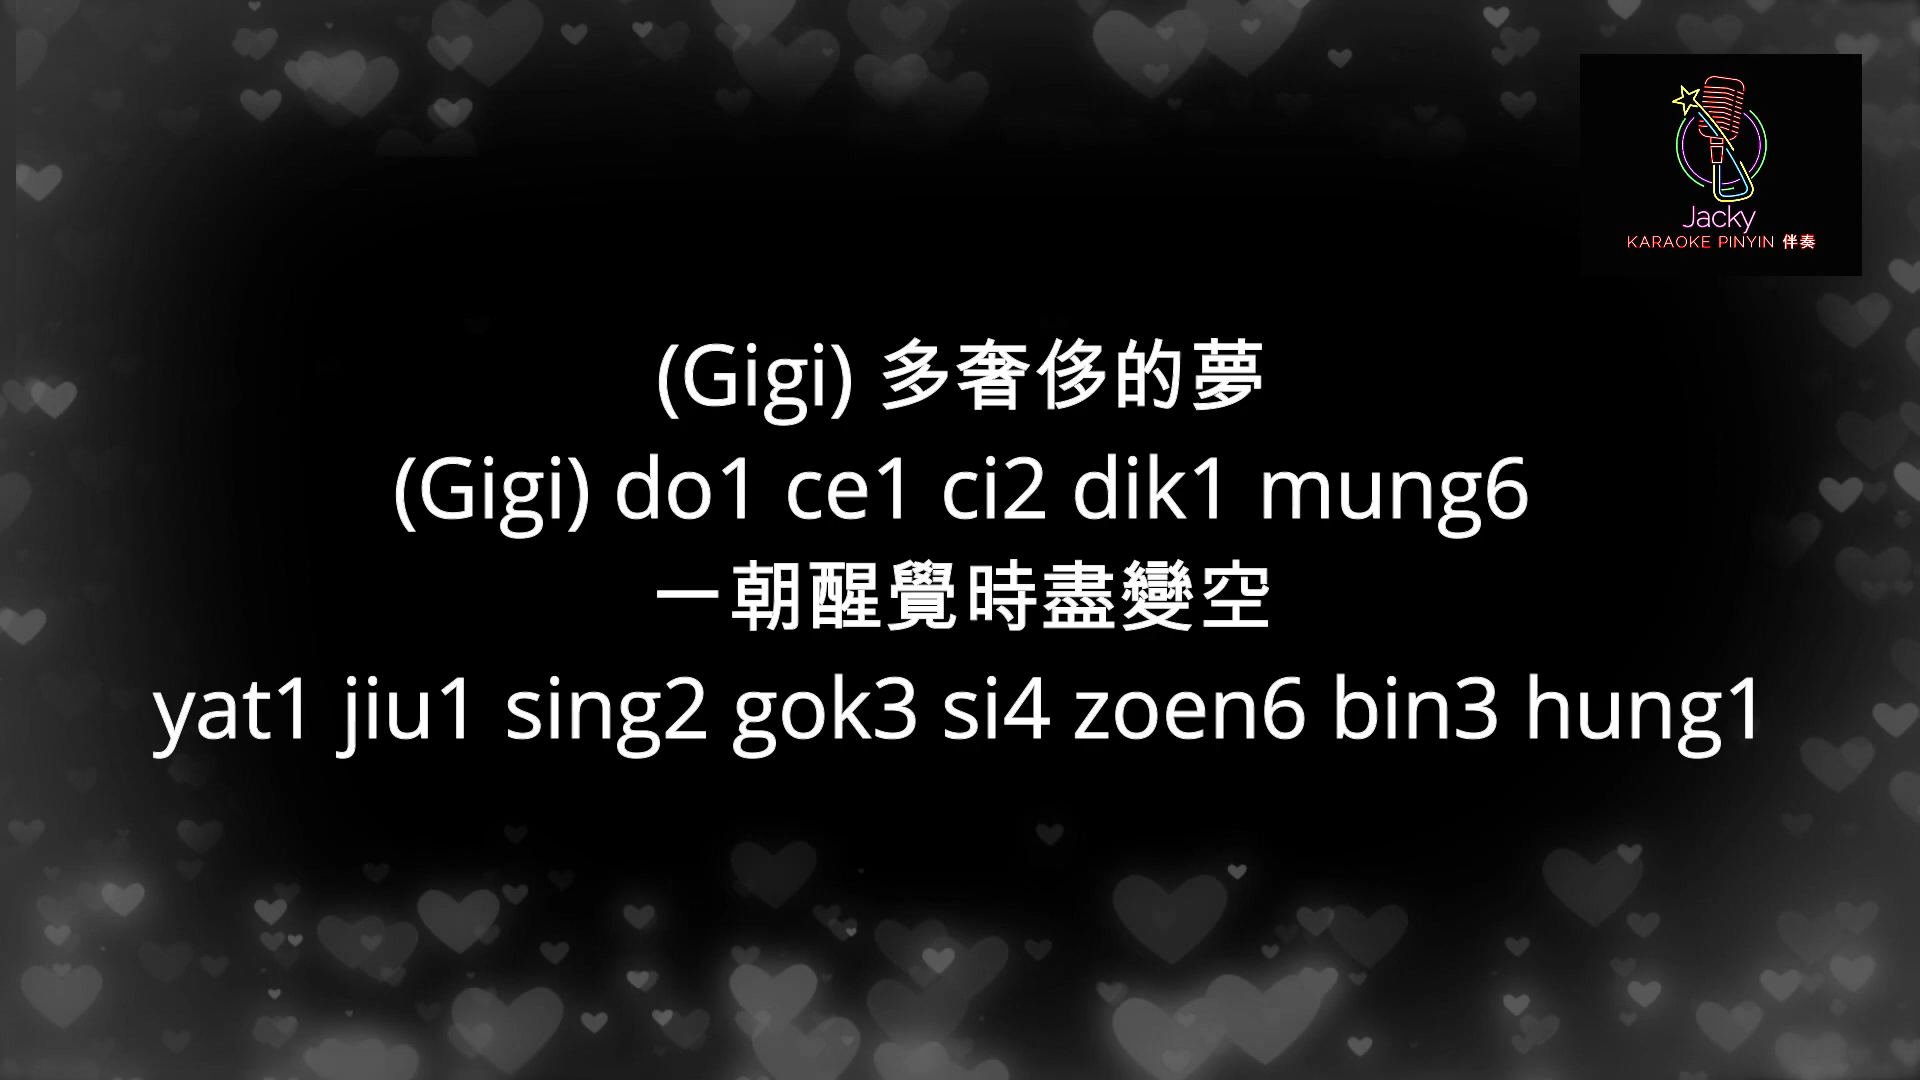 Jacky
KARAOKE PINYIN 伴奏
(Gigi) 多奢侈的夢
(Gigi) do1 ce1 ci2 dik1 mung6
一朝醒覺時盡變空
yat1 jiu1 sing2 gok3 si4 zoen6 bin3 hung1